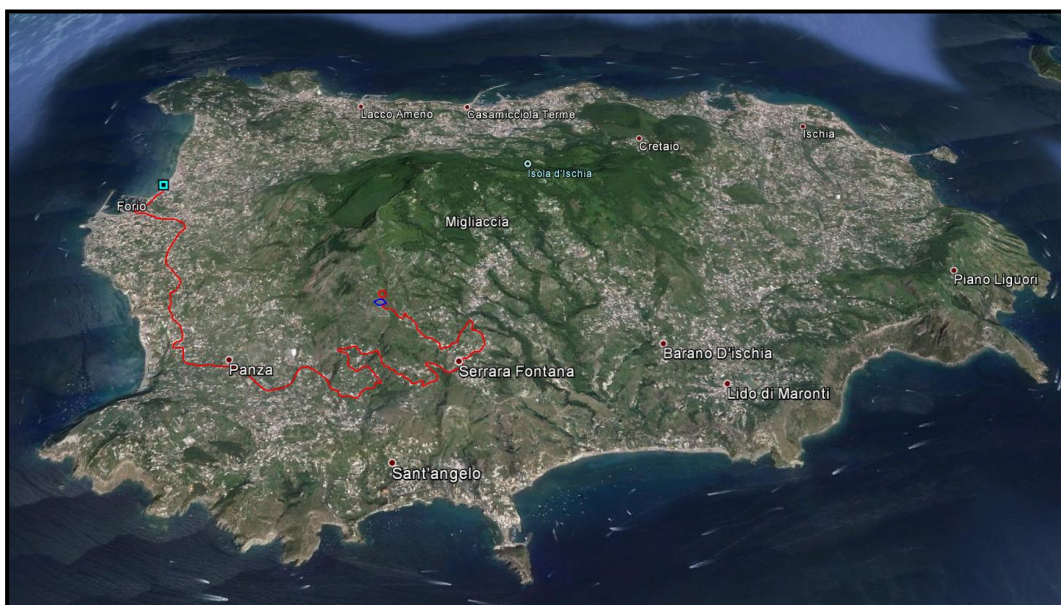 Lacco Ameno
Casamicciola Terme
Ischia
Cretaio
Isola d'Ischia
Forio
Migliaccia
Piano Liguori
Barano D'ischia
Panza
Serrara Fontana
Lido di Maronti
Sant'angelo